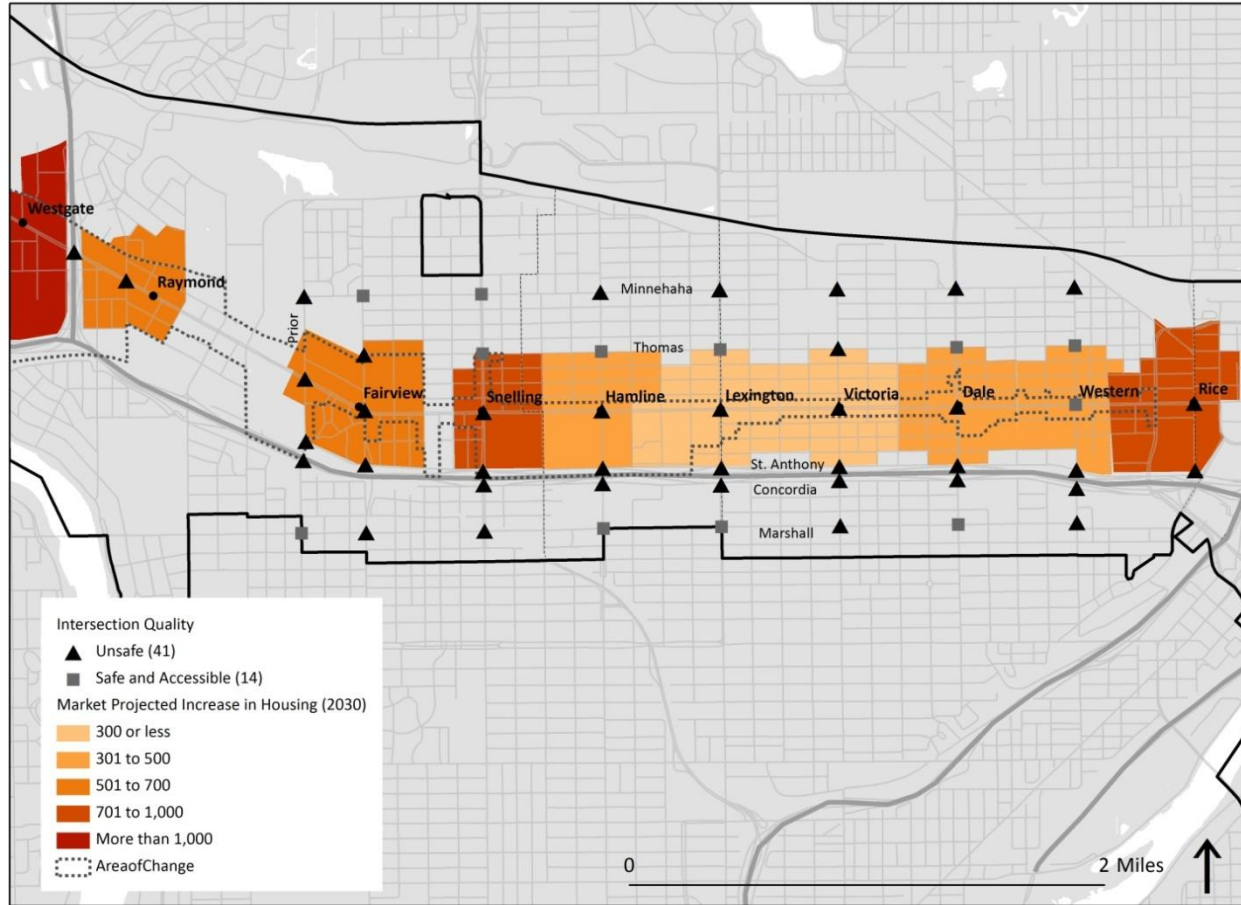 Westgate
Raymond
Minnehaha
Prior
Thomas
Fairview
Snelling
Hamline
Lexington
Victoria
Dale
Western
Rice
St. Anthony
Concordia
Marshall
Intersection Quality
Unsafe (41)
Safe and Accessible (14)
Market Projected Increase in Housing (2030)
300 or less
301 to 500
501 to 700
701 to 1,000
More than 1,000
AreaofChange
0
2 Miles